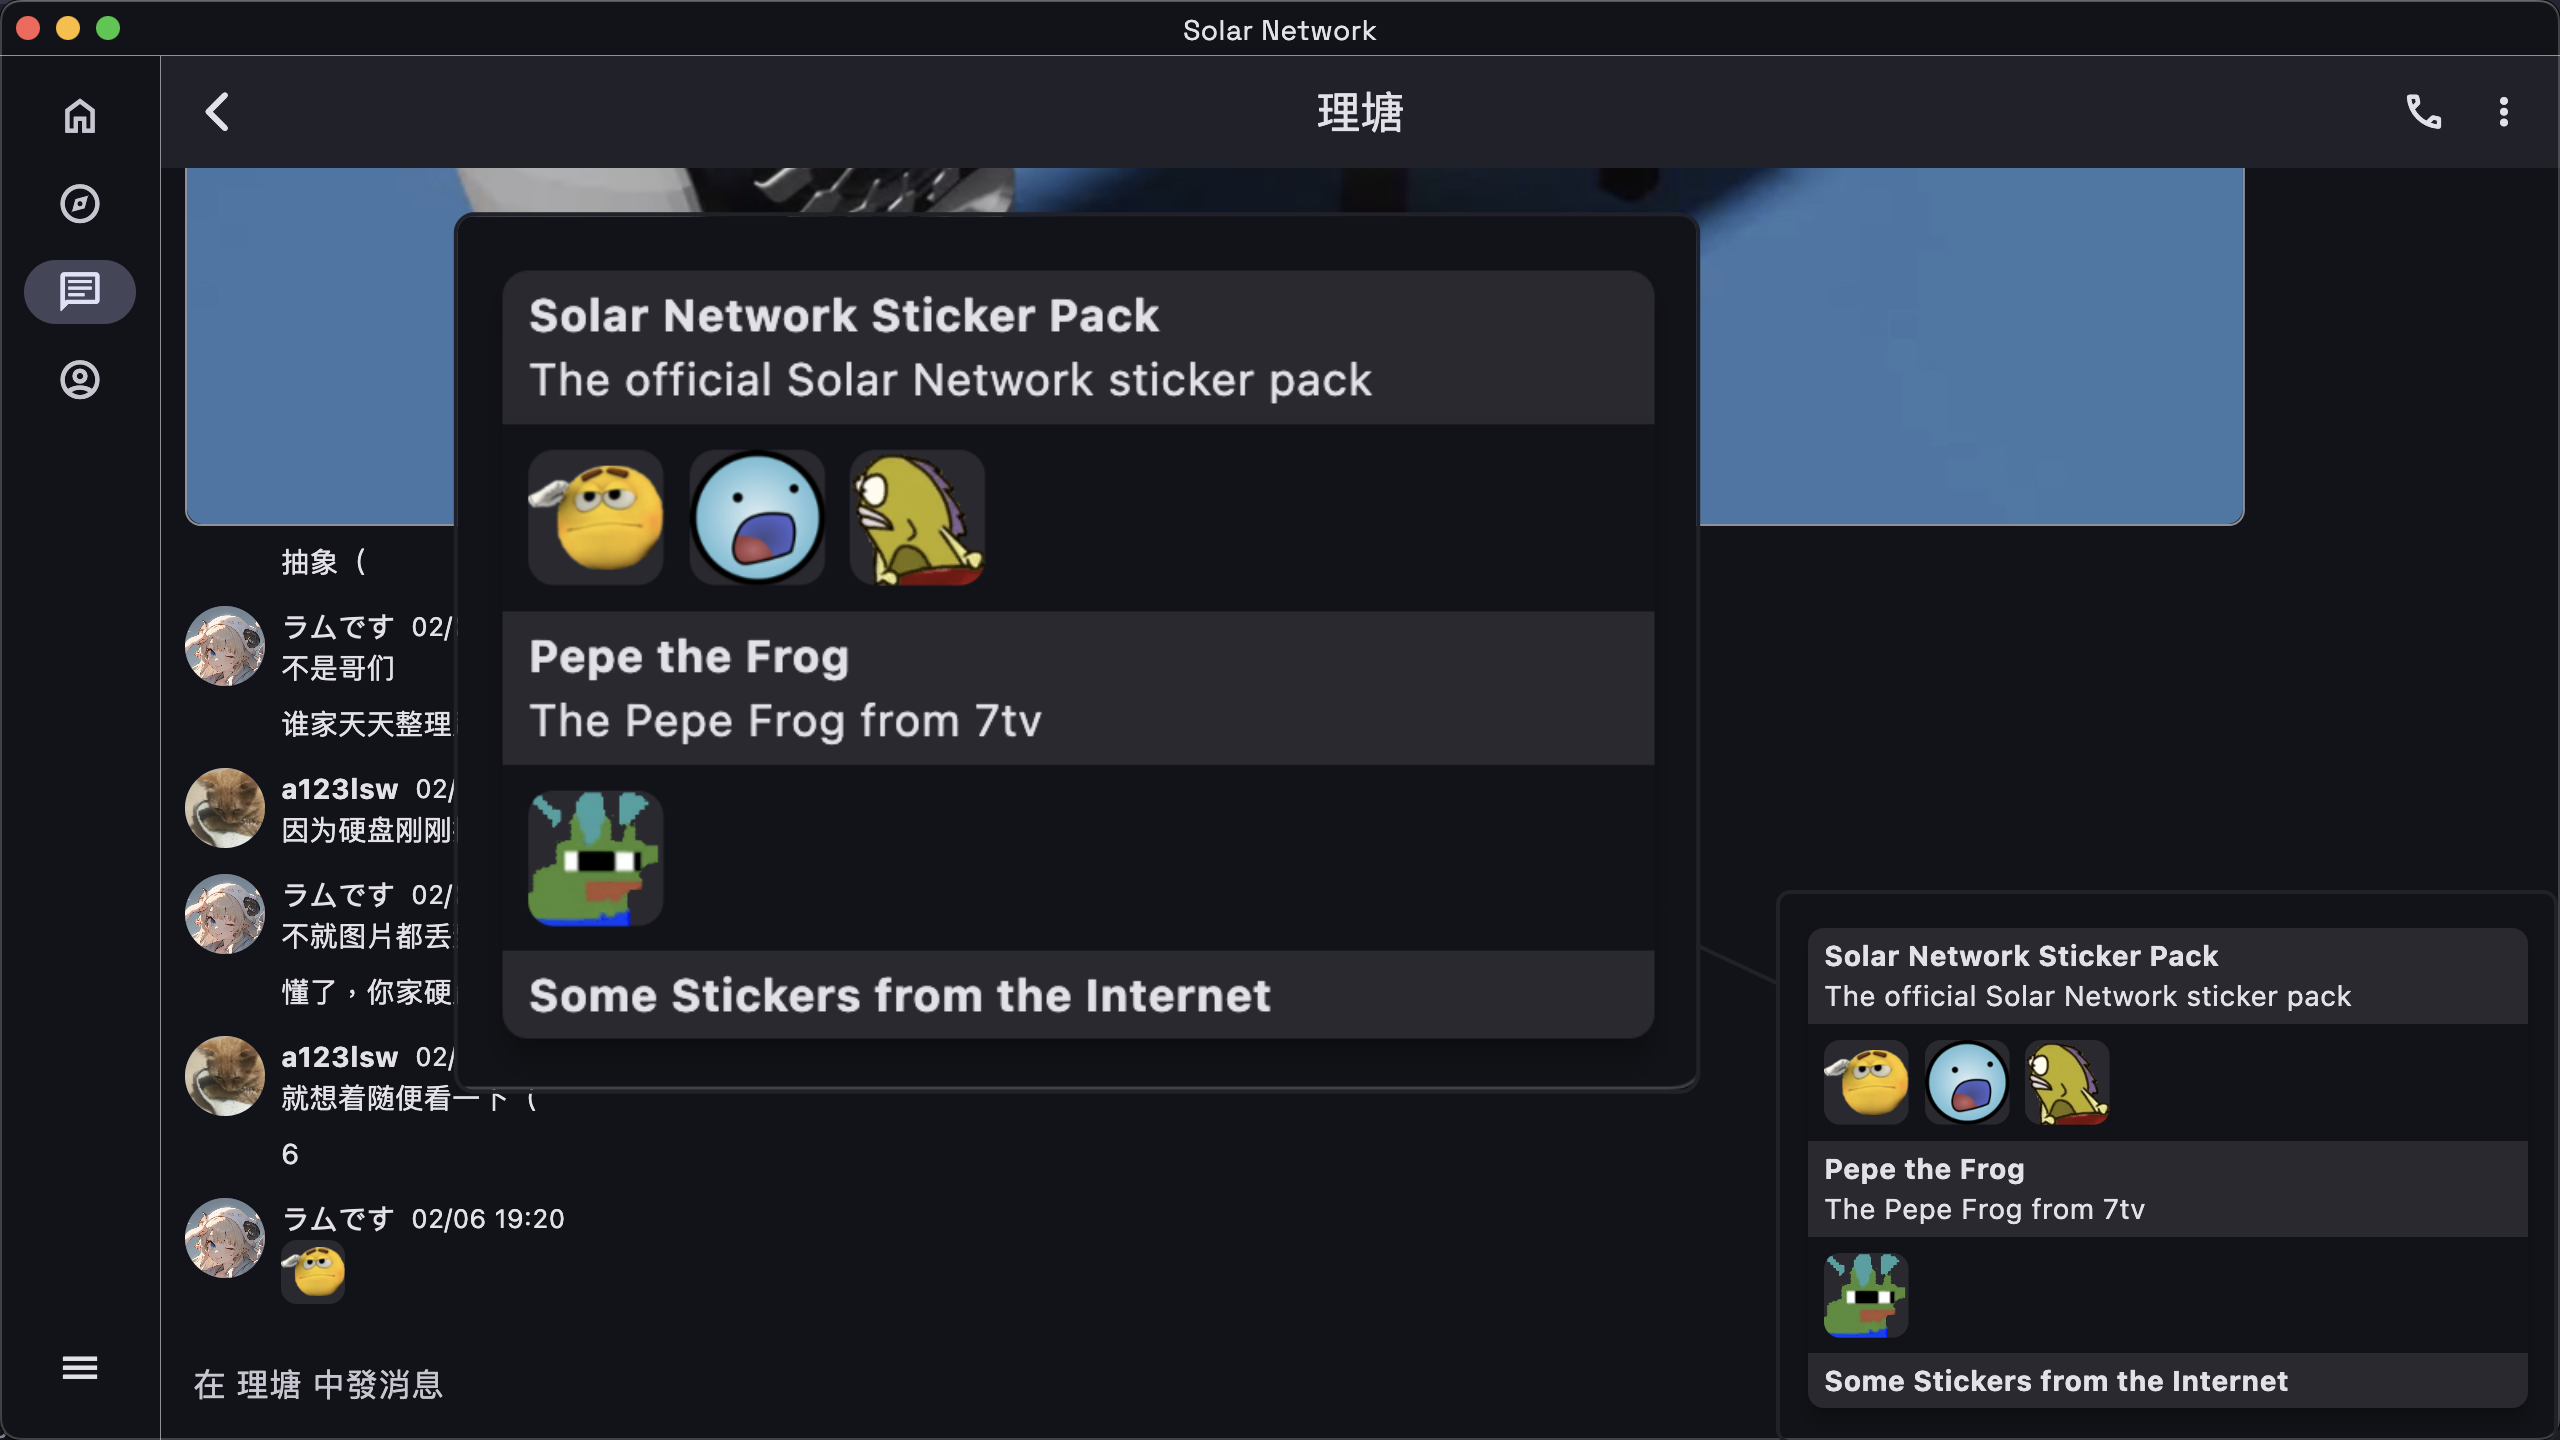 Solar Network
理塘
抽象（
ラムです 02/
不是哥们
谁家天天整理
a123lsw 02/
因为硬盘刚刚
ラムです 02/
不就图片都丢
懂了，你家硬
a123lsw 02/
就想着随便看一下（
6
ラムです 02/06 19:20
在 理塘 中發消息
Solar Network Sticker Pack
The official Solar Network sticker pack
Pepe the Frog
The Pepe Frog from 7tv
Some Stickers from the Internet
Solar Network Sticker Pack
The official Solar Network sticker pack
Pepe the Frog
The Pepe Frog from 7tv
Some Stickers from the Internet